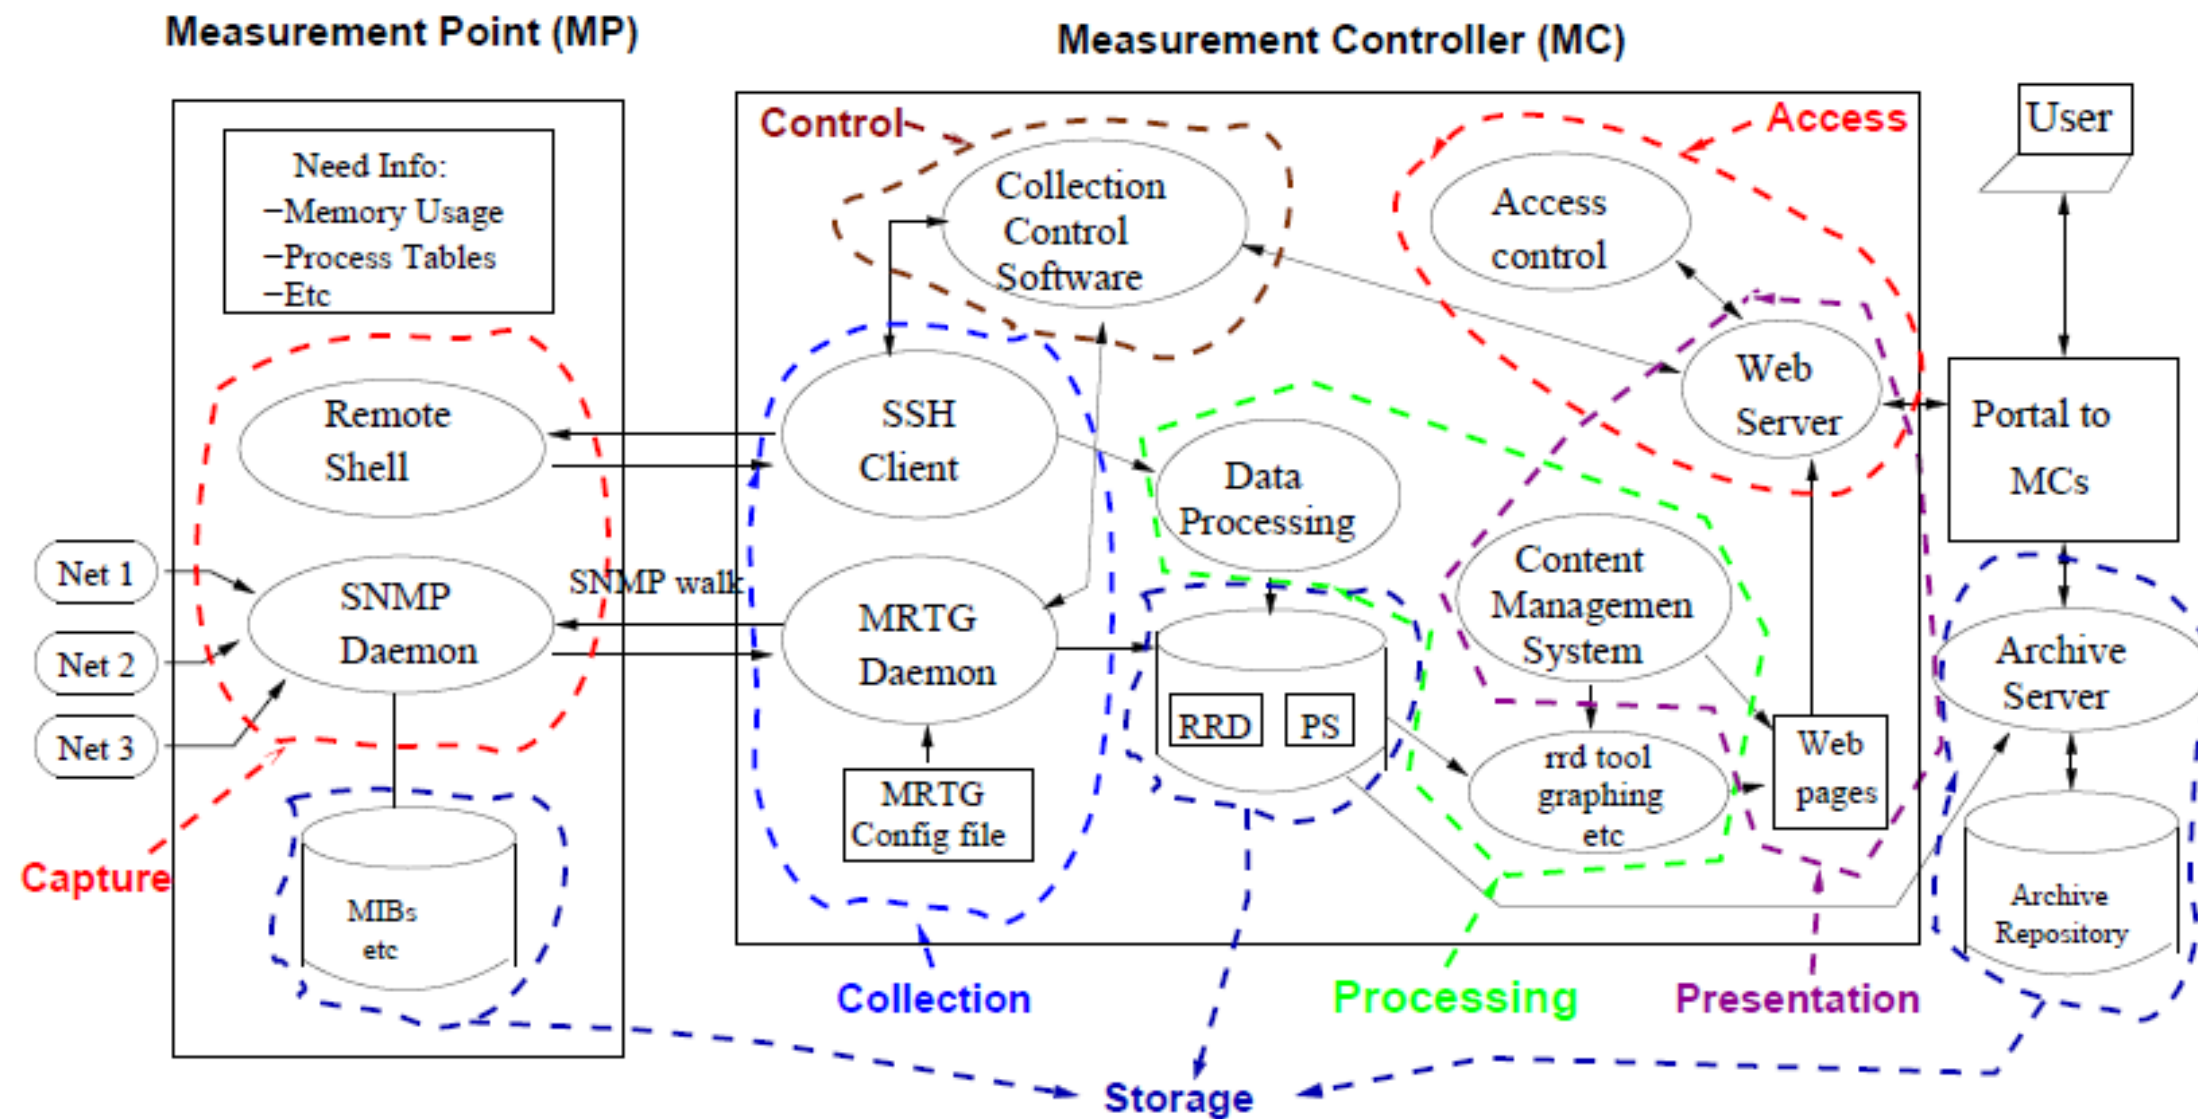 Measurement Point (MP)
Measurement Controller (MC)
Need Info:
−Memory Usage
−Process Tables
−Etc
Remote
Shell
Net 1
Net 2
Net 3
SNMP
Daemon
SNMP walk
Capture
MIBs
etc
Control
Collection
Control
Software
SSH
Client
MRTG
Daemon
MRTG
Config file
Collection
Data
Processing
RRD
PS
Access
Access
control
Web
Server
Content
Managemen
System
rrd tool
graphing
etc
Web
pages
Processing
Presentation
User
Portal to
MCs
Archive
Server
Archive
Repository
Storage